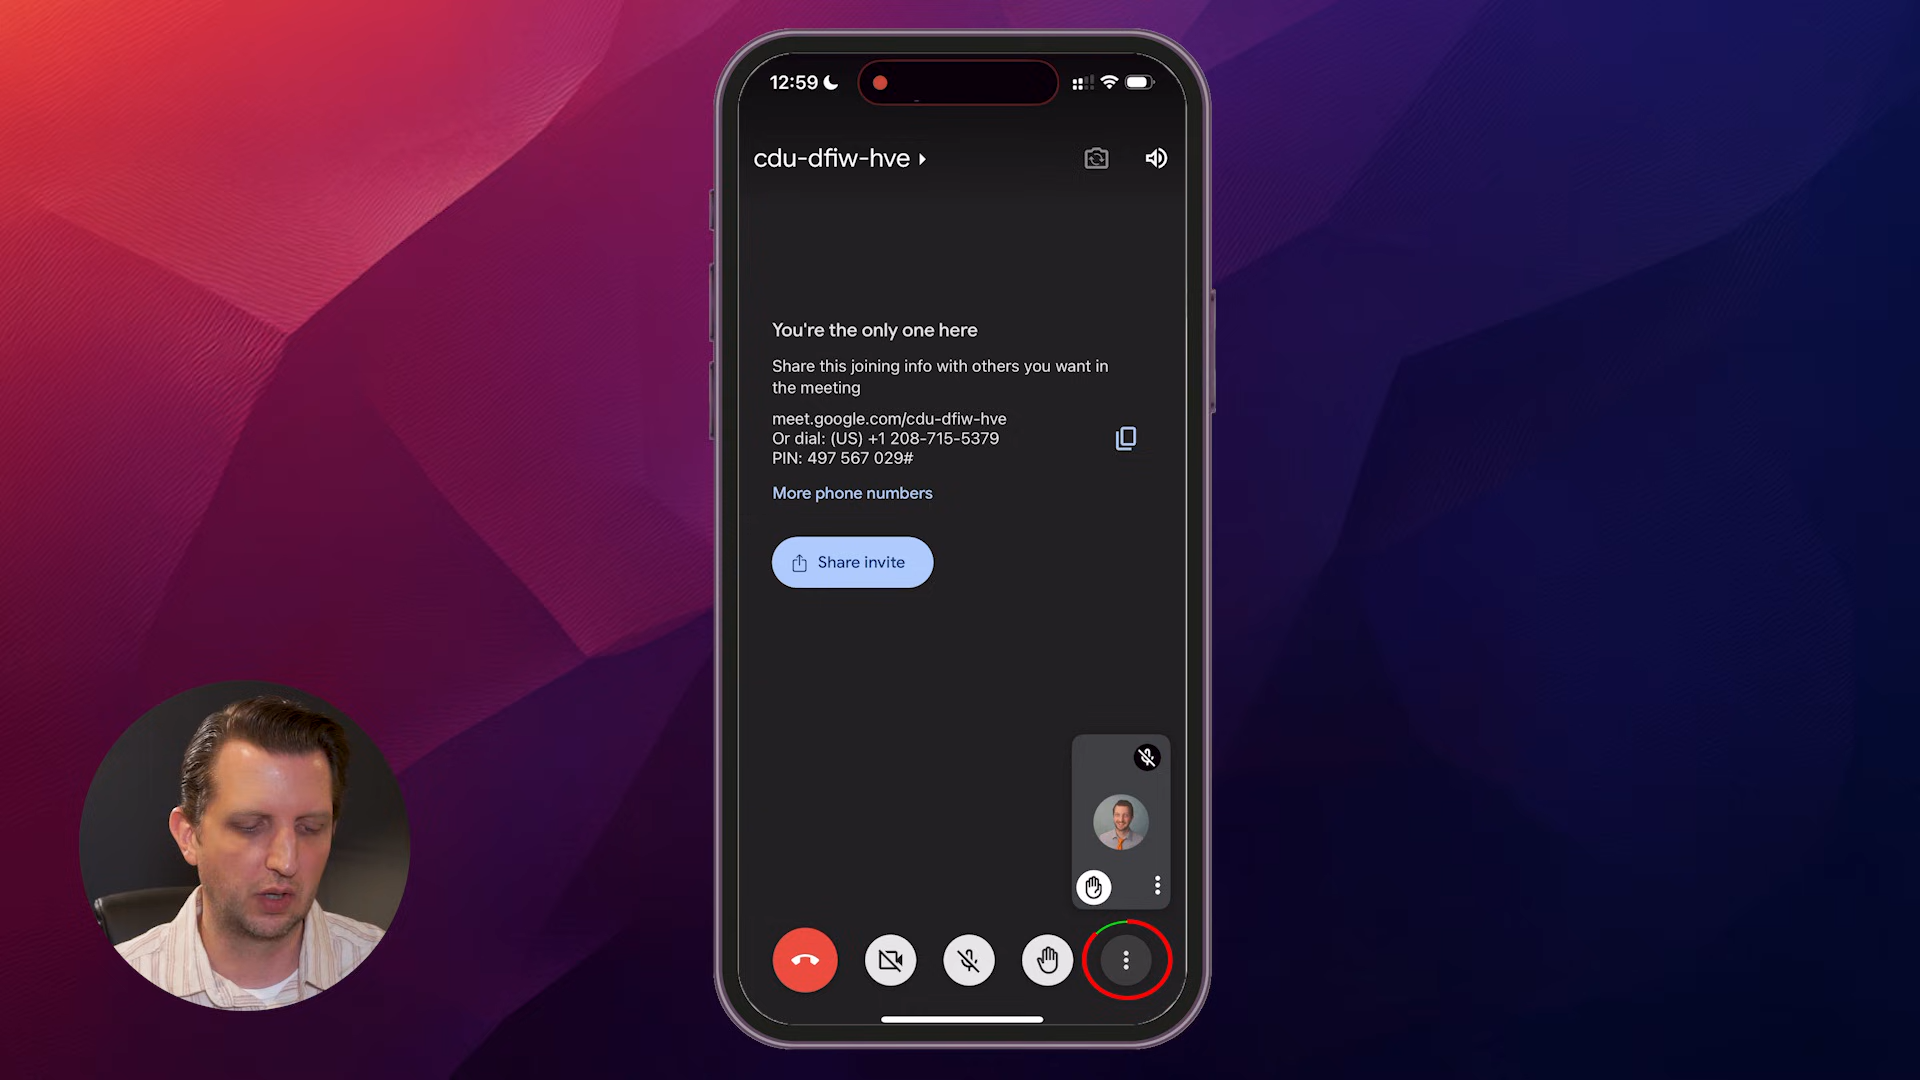 12:59
cdu-dfiw-hve
You're the only one here
Share this joining info with others you want in
the meeting
meet.google.com/cdu-dfiw-hve
Or dial: (US) +1 208-715-5379
PIN: 497 567 029#
More phone numbers
Share invite